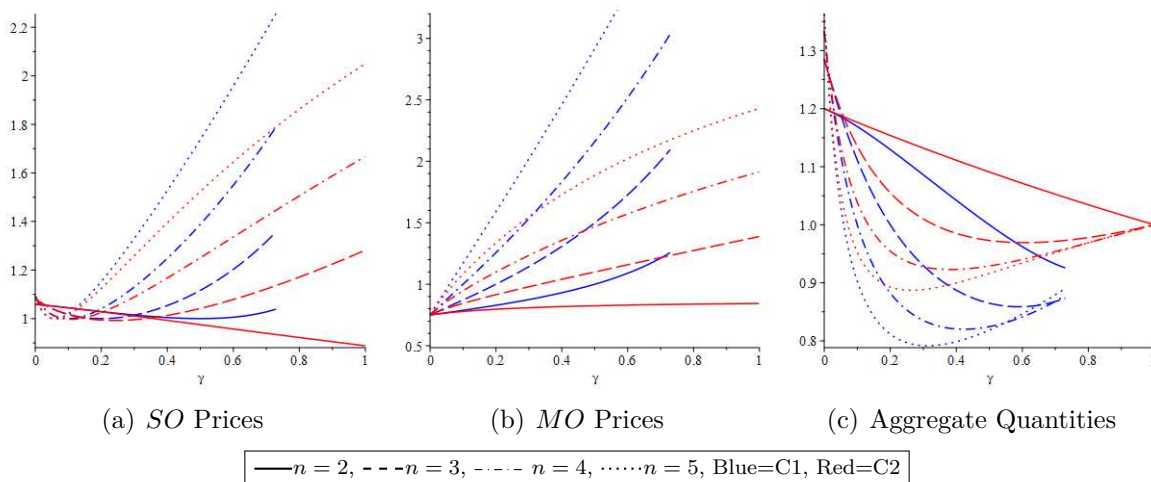 2.2
2
1.8
1.6
1.4
1.2
1
0 0.2 0.4 0.6 0.8 1
γ
(a) SO Prices
3
2.5
2
1.5
1
0.5
0 0.2 0.4 0.6 0.8 1
γ
(b) MO Prices
1.3
1.2
1.1
1.0
0.9
0.8
0 0.2 0.4 0.6 0.8 1
γ
(c) Aggregate Quantities
n = 2, n = 3, n = 4, n = 5, Blue=C1, Red=C2